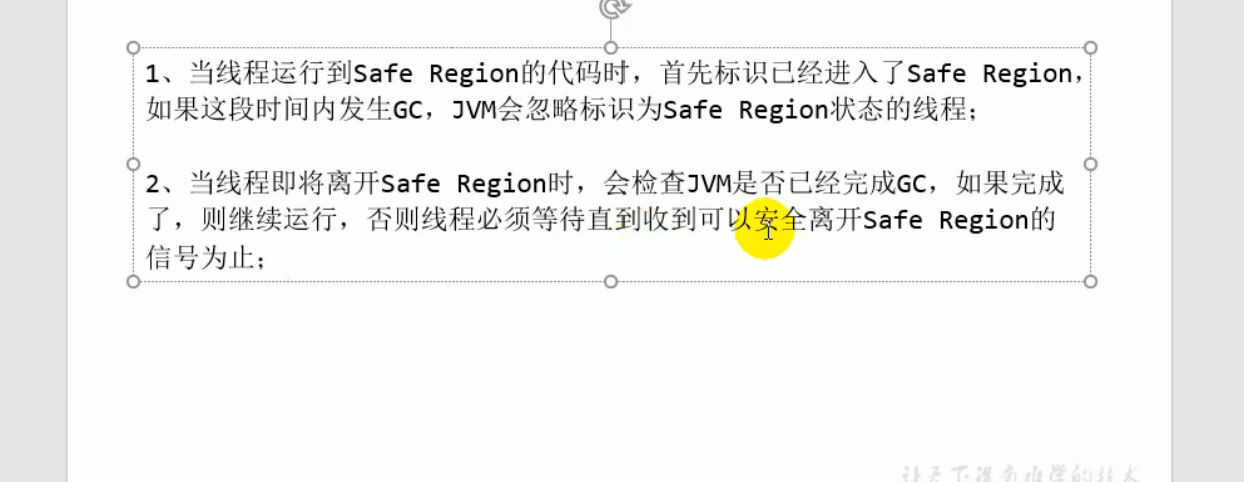 1、当线程运行到Safe Region的代码时，首先标识已经进入了Safe Region，
如果这段时间内发生GC，JVM会忽略标识为Safe Region状态的线程；
2、当线程即将离开Safe Region时，会检查JVM是否已经完成GC，如果完成
了，则继续运行，否则线程必须等待直到收到可以安全离开Safe Region的
信号为止；
让天下没有难学的技术